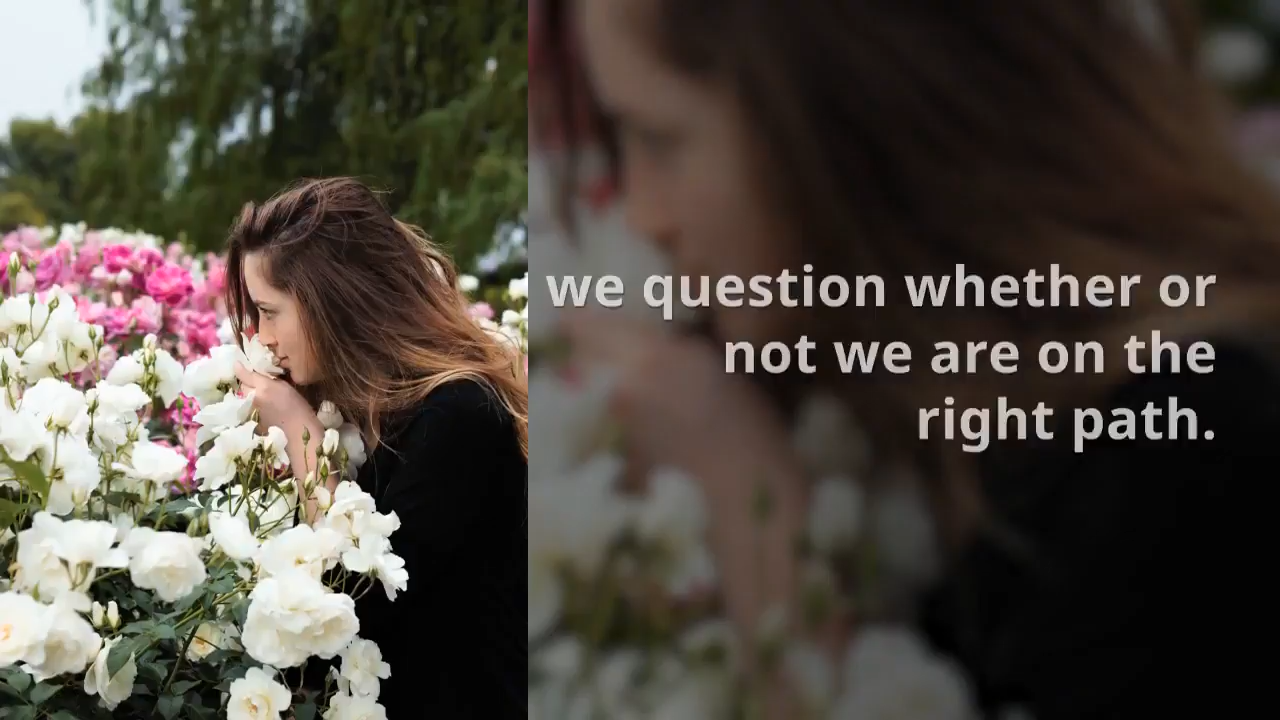 we question whether or
not we are on the
right path.